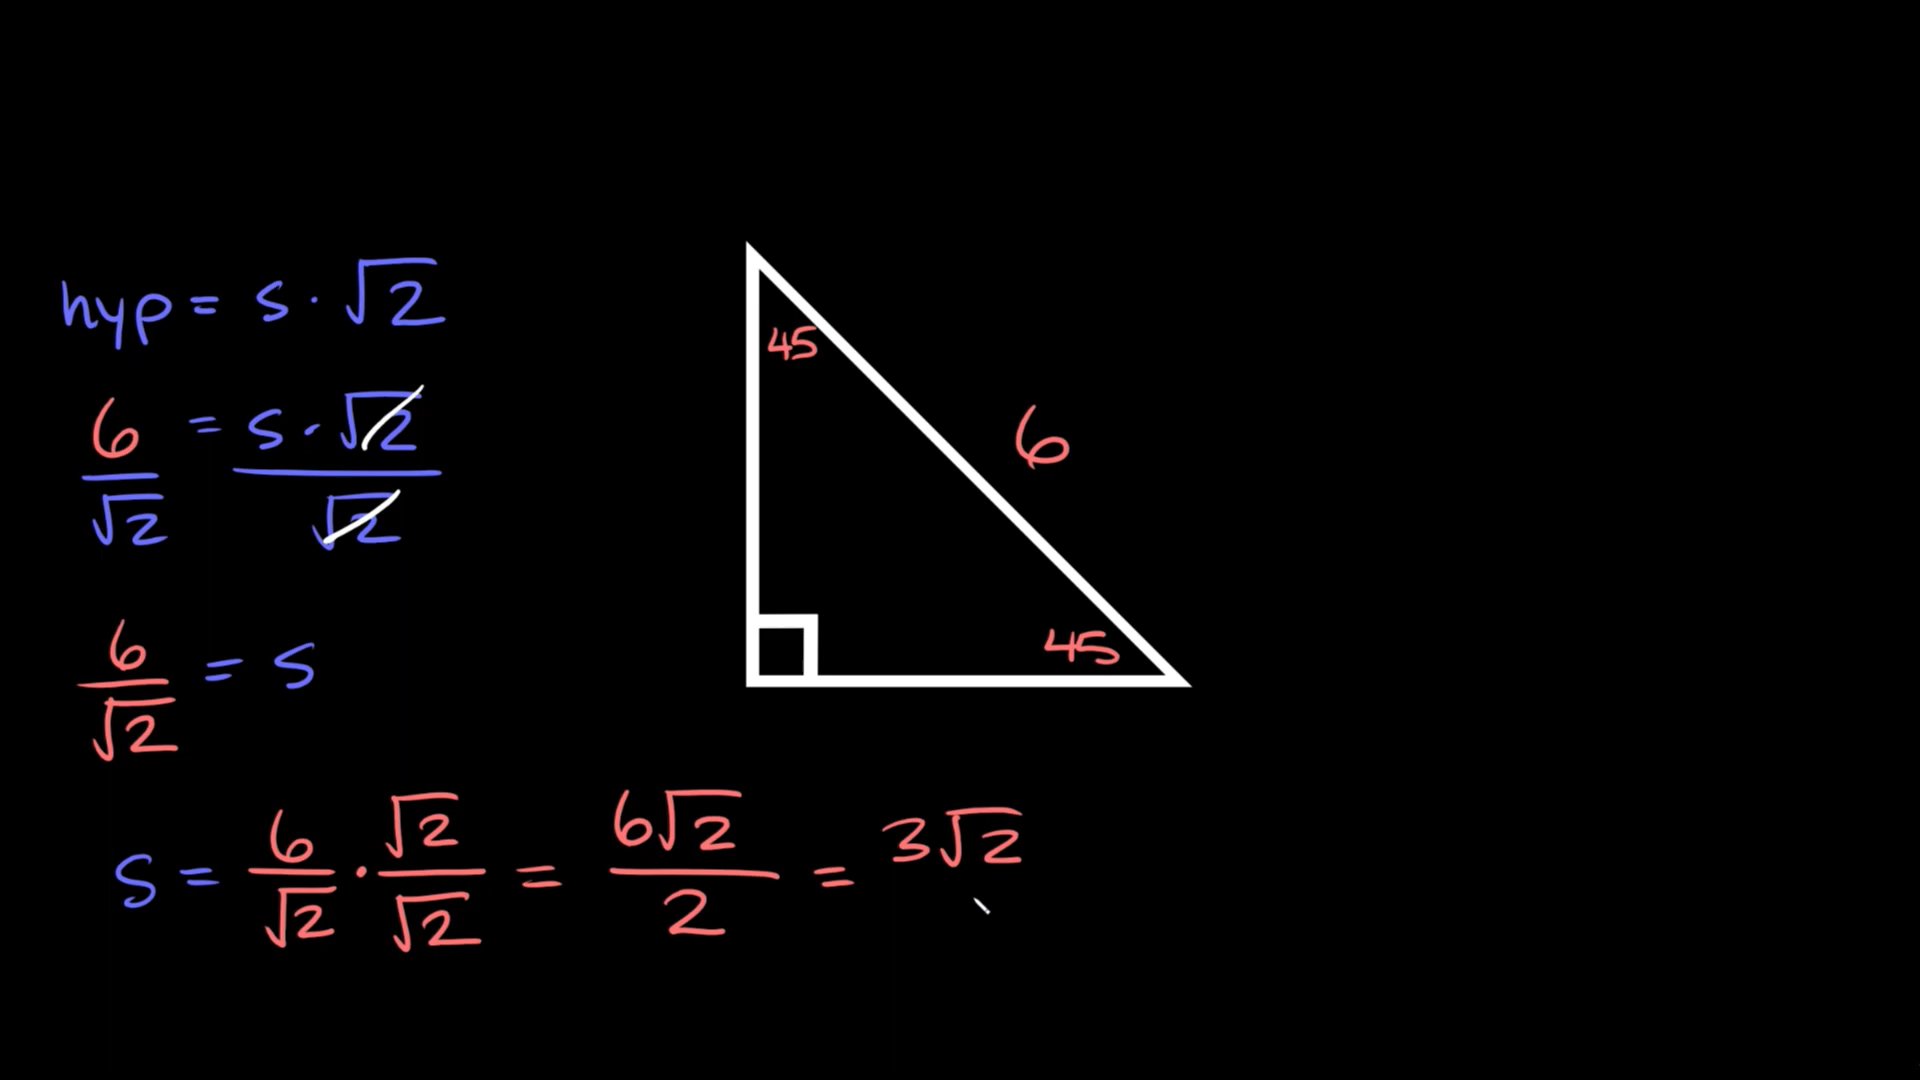 hyp = s · √2
6/√2 = s · √2/√2
6/√2 = s
s = 6/√2 · √2/√2 = 6√2/2 = 3√2
45
6
45